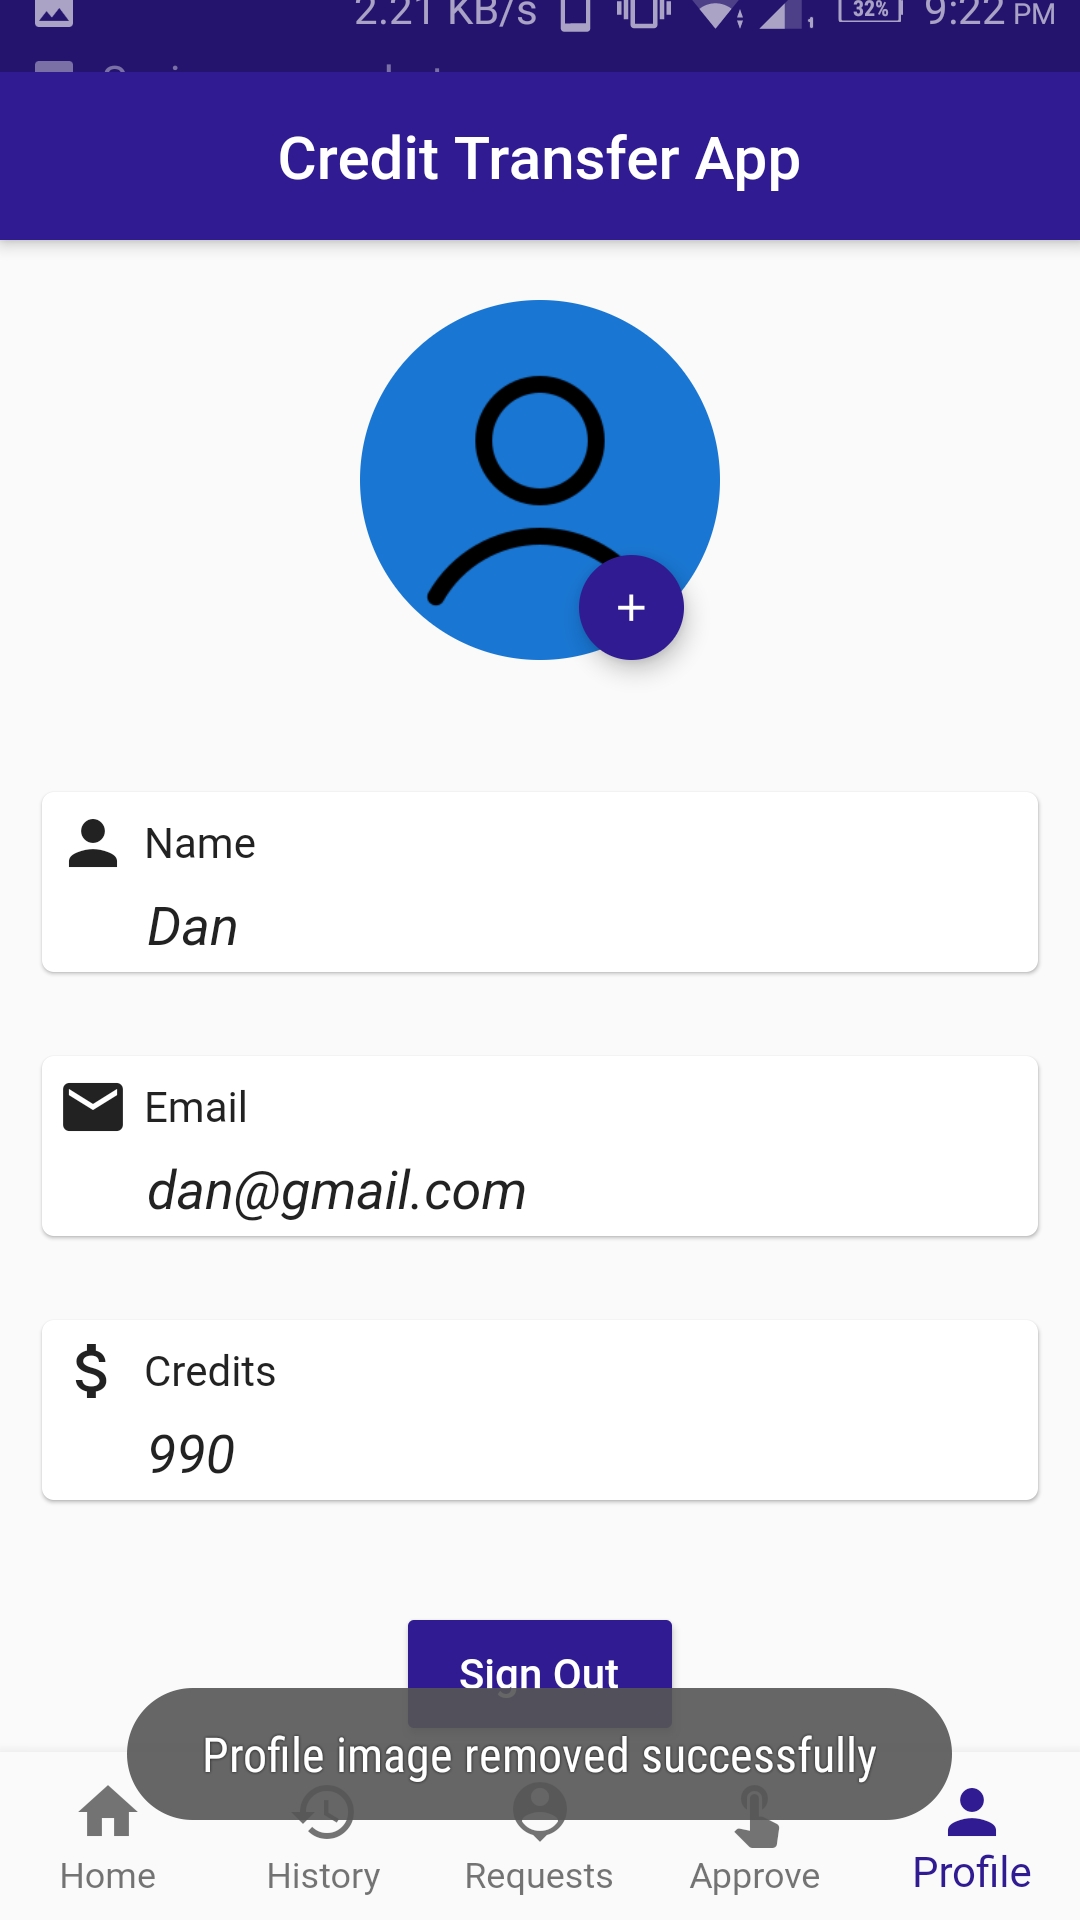 2.21 KB/s 32% 9:22 PM
Credit Transfer App
Name
Dan
Email
dan@gmail.com
Credits
990
Sign Out
Profile image removed successfully
Home History Requests Approve Profile